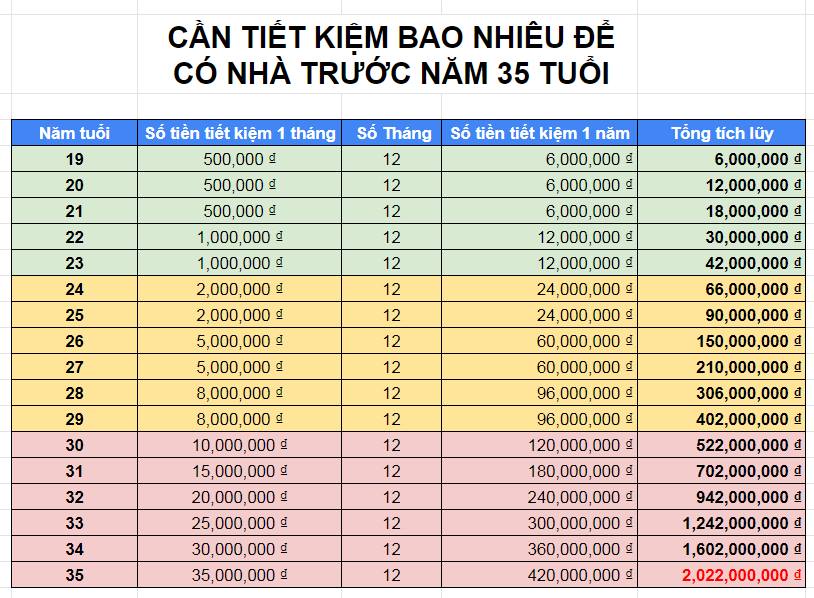 CẦN TIẾT KIỆM BAO NHIÊU ĐỂ
CÓ NHÀ TRƯỚC NĂM 35 TUỔI
Năm tuổi Số tiền tiết kiệm 1 tháng Số Tháng Số tiền tiết kiệm 1 năm Tổng tích lũy
19 500,000 ₫ 12 6,000,000 ₫ 6,000,000 ₫
20 500,000 ₫ 12 6,000,000 ₫ 12,000,000 ₫
21 500,000 ₫ 12 6,000,000 ₫ 18,000,000 ₫
22 1,000,000 ₫ 12 12,000,000 ₫ 30,000,000 ₫
23 1,000,000 ₫ 12 12,000,000 ₫ 42,000,000 ₫
24 2,000,000 ₫ 12 24,000,000 ₫ 66,000,000 ₫
25 2,000,000 ₫ 12 24,000,000 ₫ 90,000,000 ₫
26 5,000,000 ₫ 12 60,000,000 ₫ 150,000,000 ₫
27 5,000,000 ₫ 12 60,000,000 ₫ 210,000,000 ₫
28 8,000,000 ₫ 12 96,000,000 ₫ 306,000,000 ₫
29 8,000,000 ₫ 12 96,000,000 ₫ 402,000,000 ₫
30 10,000,000 ₫ 12 120,000,000 ₫ 522,000,000 ₫
31 15,000,000 ₫ 12 180,000,000 ₫ 702,000,000 ₫
32 20,000,000 ₫ 12 240,000,000 ₫ 942,000,000 ₫
33 25,000,000 ₫ 12 300,000,000 ₫ 1,242,000,000 ₫
34 30,000,000 ₫ 12 360,000,000 ₫ 1,602,000,000 ₫
35 35,000,000 ₫ 12 420,000,000 ₫ 2,022,000,000 ₫